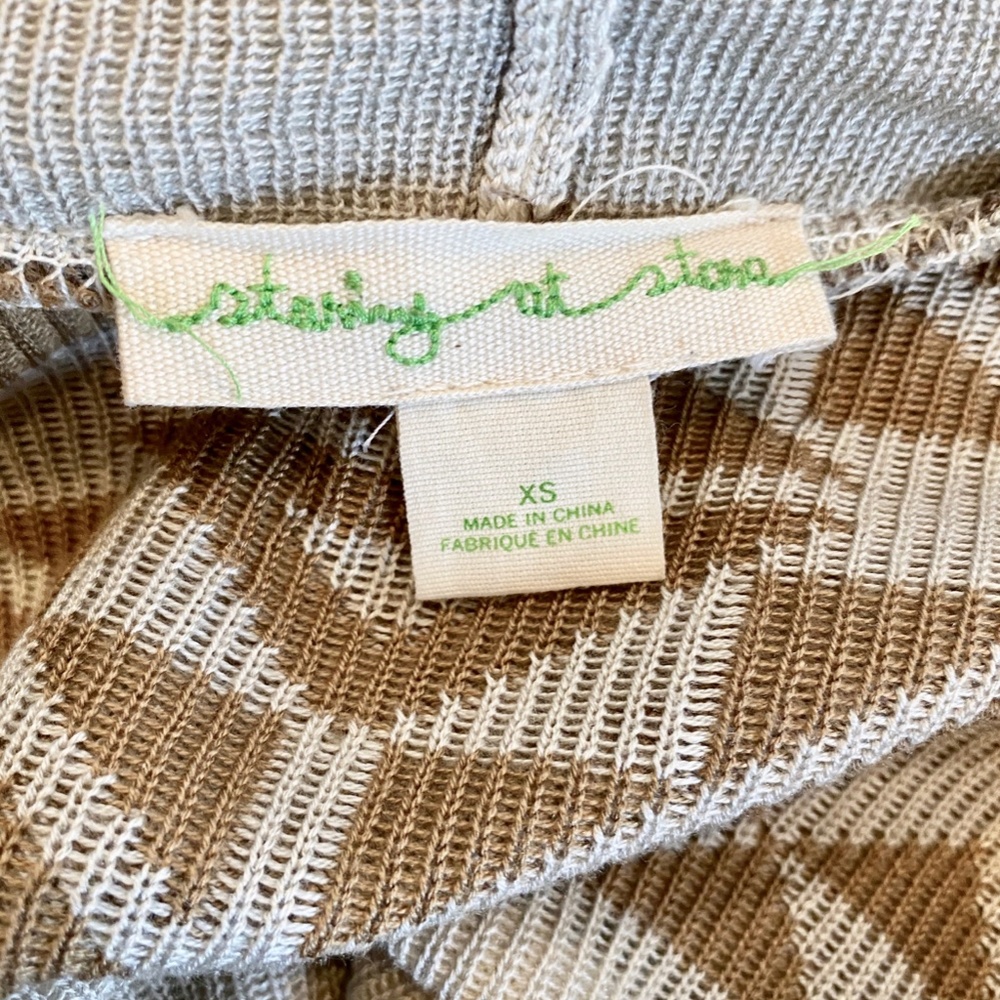 staring at stars
XS
MADE IN CHINA
FABRIQUÉ EN CHINE